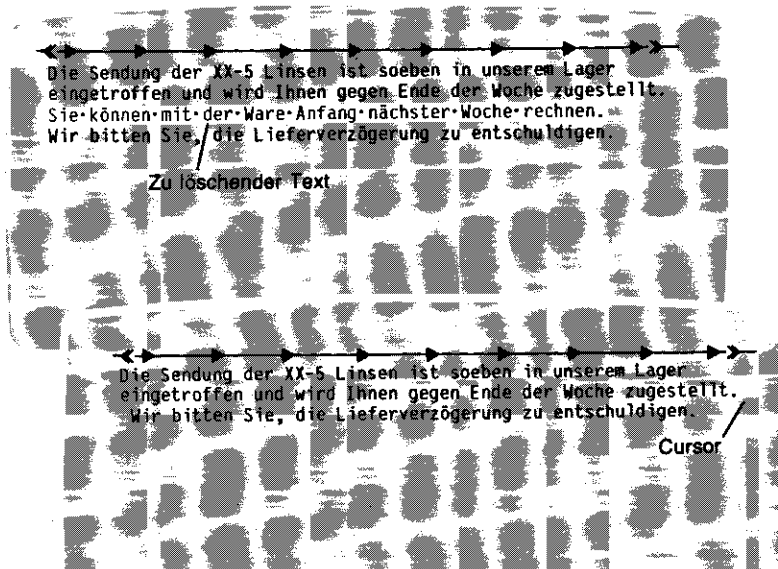 Die Sendung der XX-5 Linsen ist soeben in unserem Lager
eingetroffen und wird Ihnen gegen Ende der Woche zugestellt.
Sie·können·mit·der·Ware·Anfang·nächster·Woche·rechnen.
Wir bitten Sie, die Lieferverzögerung zu entschuldigen.
Zu löschender Text
Die Sendung der XX-5 Linsen ist soeben in unserem Lager
eingetroffen und wird Ihnen gegen Ende der Woche zugestellt.
Wir bitten Sie, die Lieferverzögerung zu entschuldigen.
Cursor